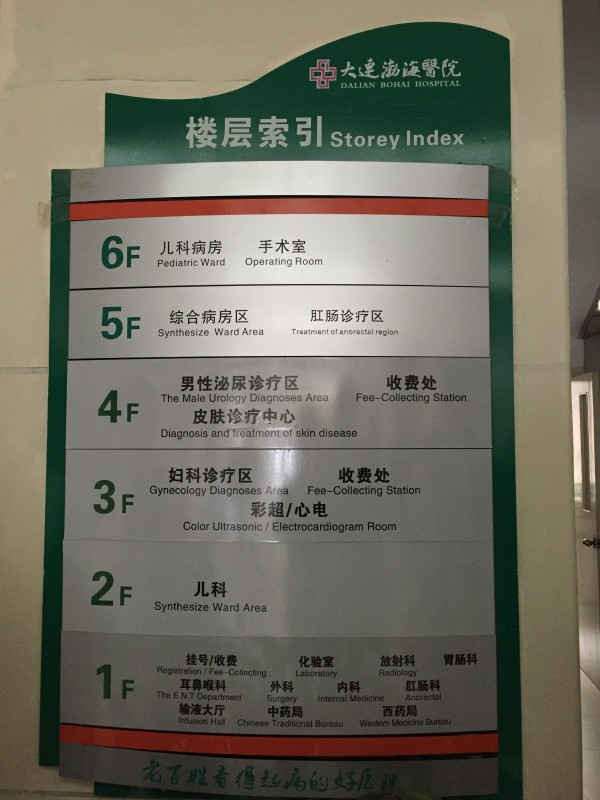 大连渤海醫院
DALIAN BOHAI HOSPITAL
楼层索引 Storey Index
6F 儿科病房 手术室
Pediatric Ward Operating Room
5F 综合病房区 肛肠诊疗区
Synthesize Ward Area Treatment of anorectal region
4F 男性泌尿诊疗区 收费处
The Male Urology Diagnoses Area Fee-Collecting Station
皮肤诊疗中心
Diagnosis and treatment of skin disease
3F 妇科诊疗区 收费处
Gynecology Diagnoses Area Fee-Collecting Station
彩超/心电
Color Ultrasonic / Electrocardiogram Room
2F 儿科
Synthesize Ward Area
1F 挂号/收费 化验室 放射科 胃肠科
Registration / Fee-Collecting Laboratory Radiology
耳鼻喉科 外科 内科 肛肠科
The E.N.T Department Surgery Internal Medicine Anorectal
输液大厅 中药局 西药局
Infusion Hall Chinese Traditional Bureau Western Medicine Bureau
老百姓看得起病的好医院